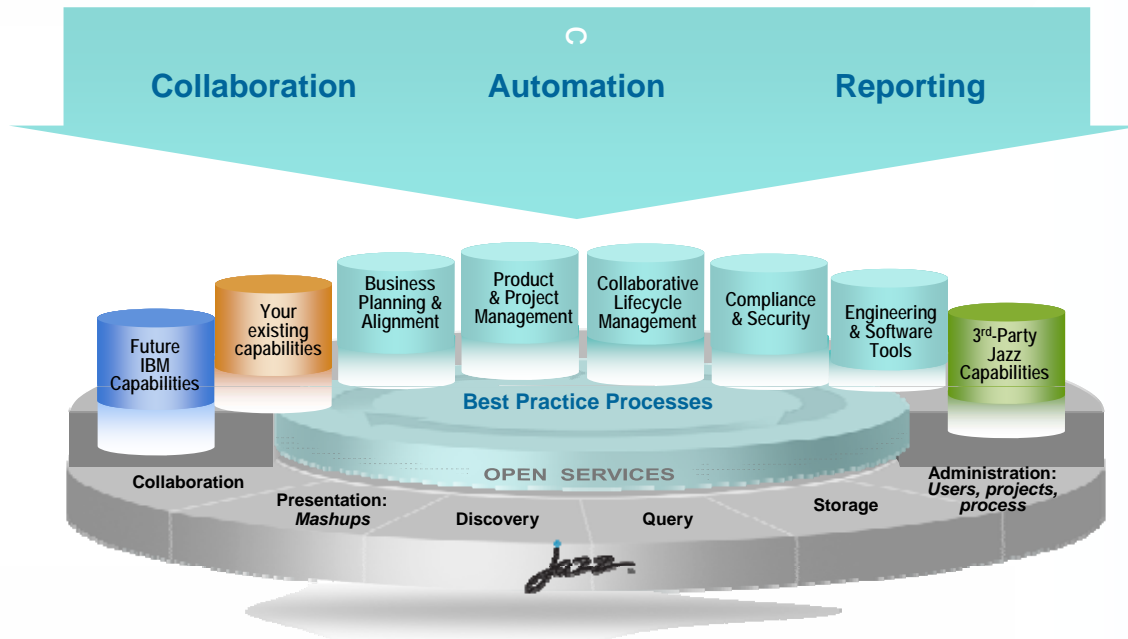 C
Collaboration Automation Reporting
Future
IBM
Capabilities
Your
existing
capabilities
Business
Planning &
Alignment
Product
& Project
Management
Collaborative
Lifecycle
Management
Compliance
& Security
Engineering
& Software
Tools
3rd-Party
Jazz
Capabilities
Best Practice Processes
OPEN SERVICES
Collaboration
Presentation:
Mashups
Discovery
Query
Storage
Administration:
Users, projects,
process
jazz